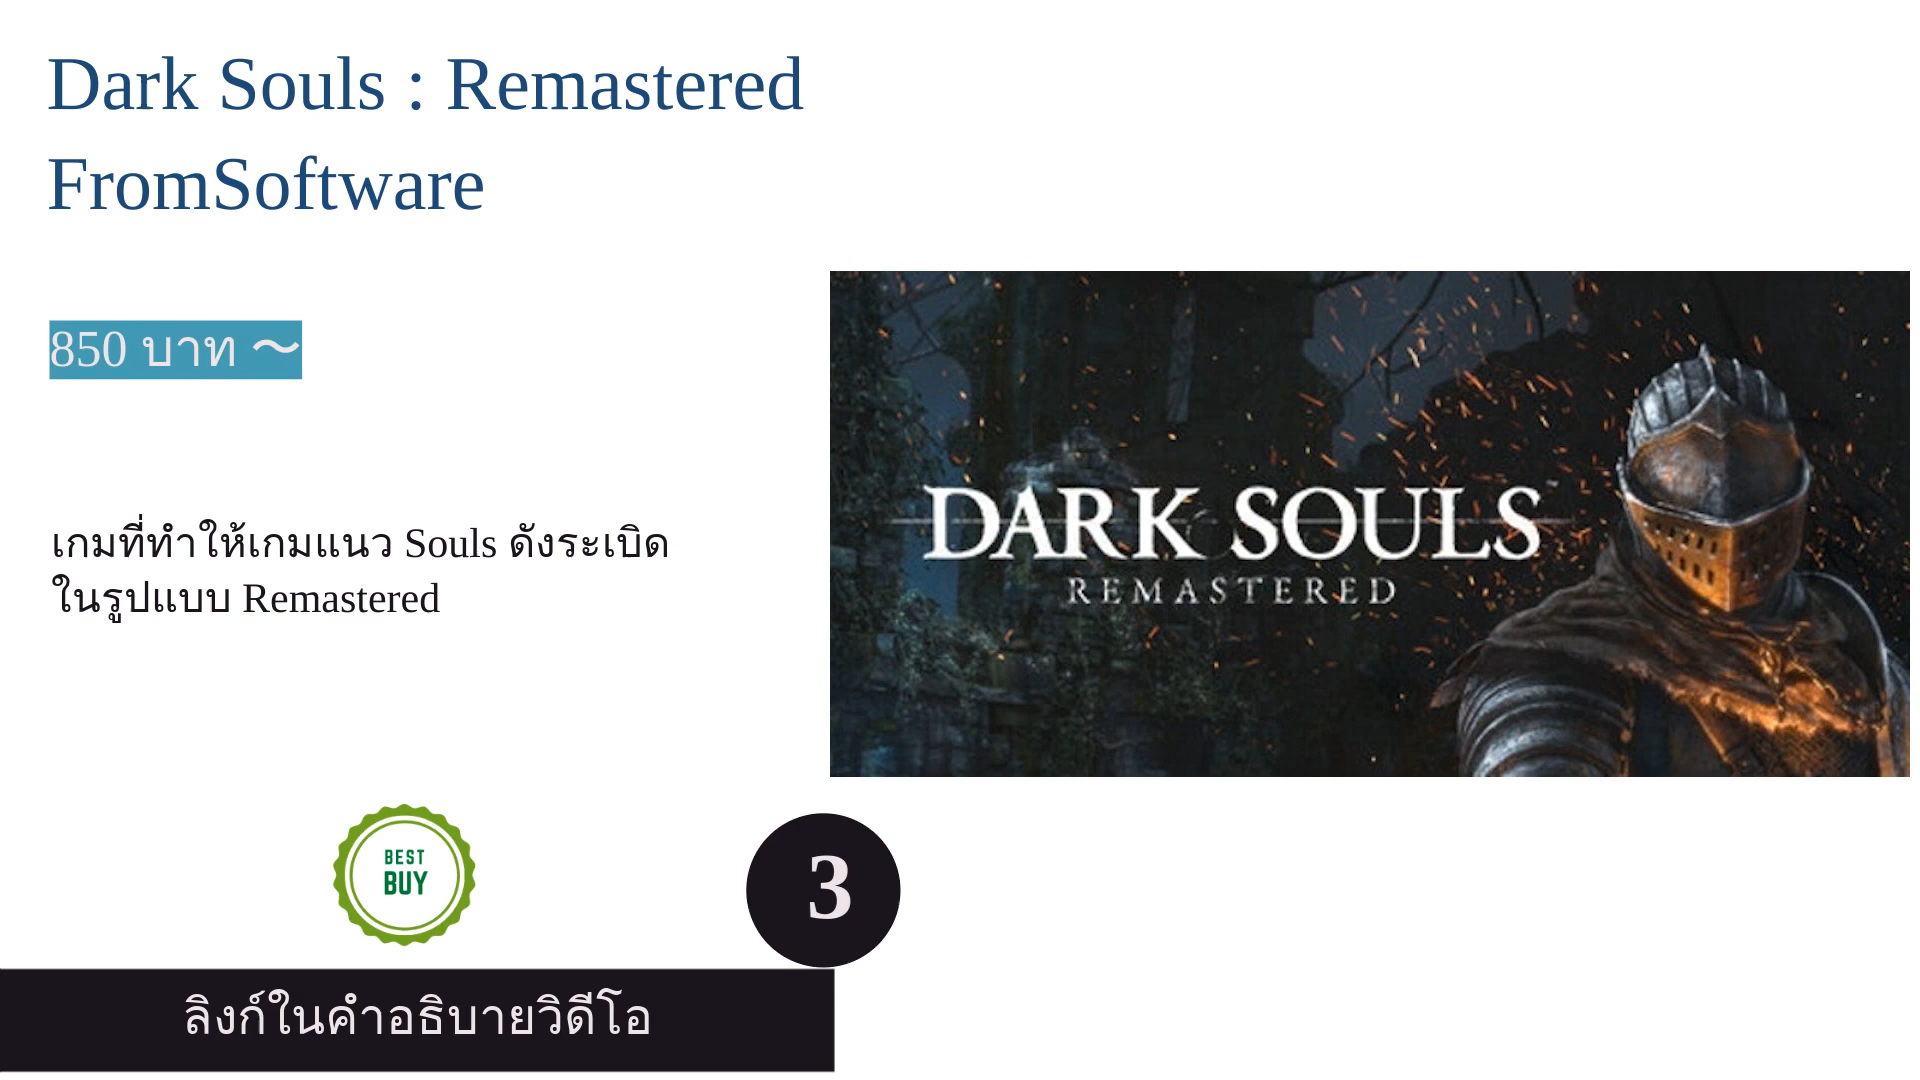 Dark Souls : Remastered
FromSoftware
850 บาท 〜
เกมที่ทำให้เกมแนว Souls ดังระเบิด
ในรูปแบบ Remastered
DARK SOULS
REMASTERED
BEST
BUY
3
ลิงก์ในคำอธิบายวิดีโอ